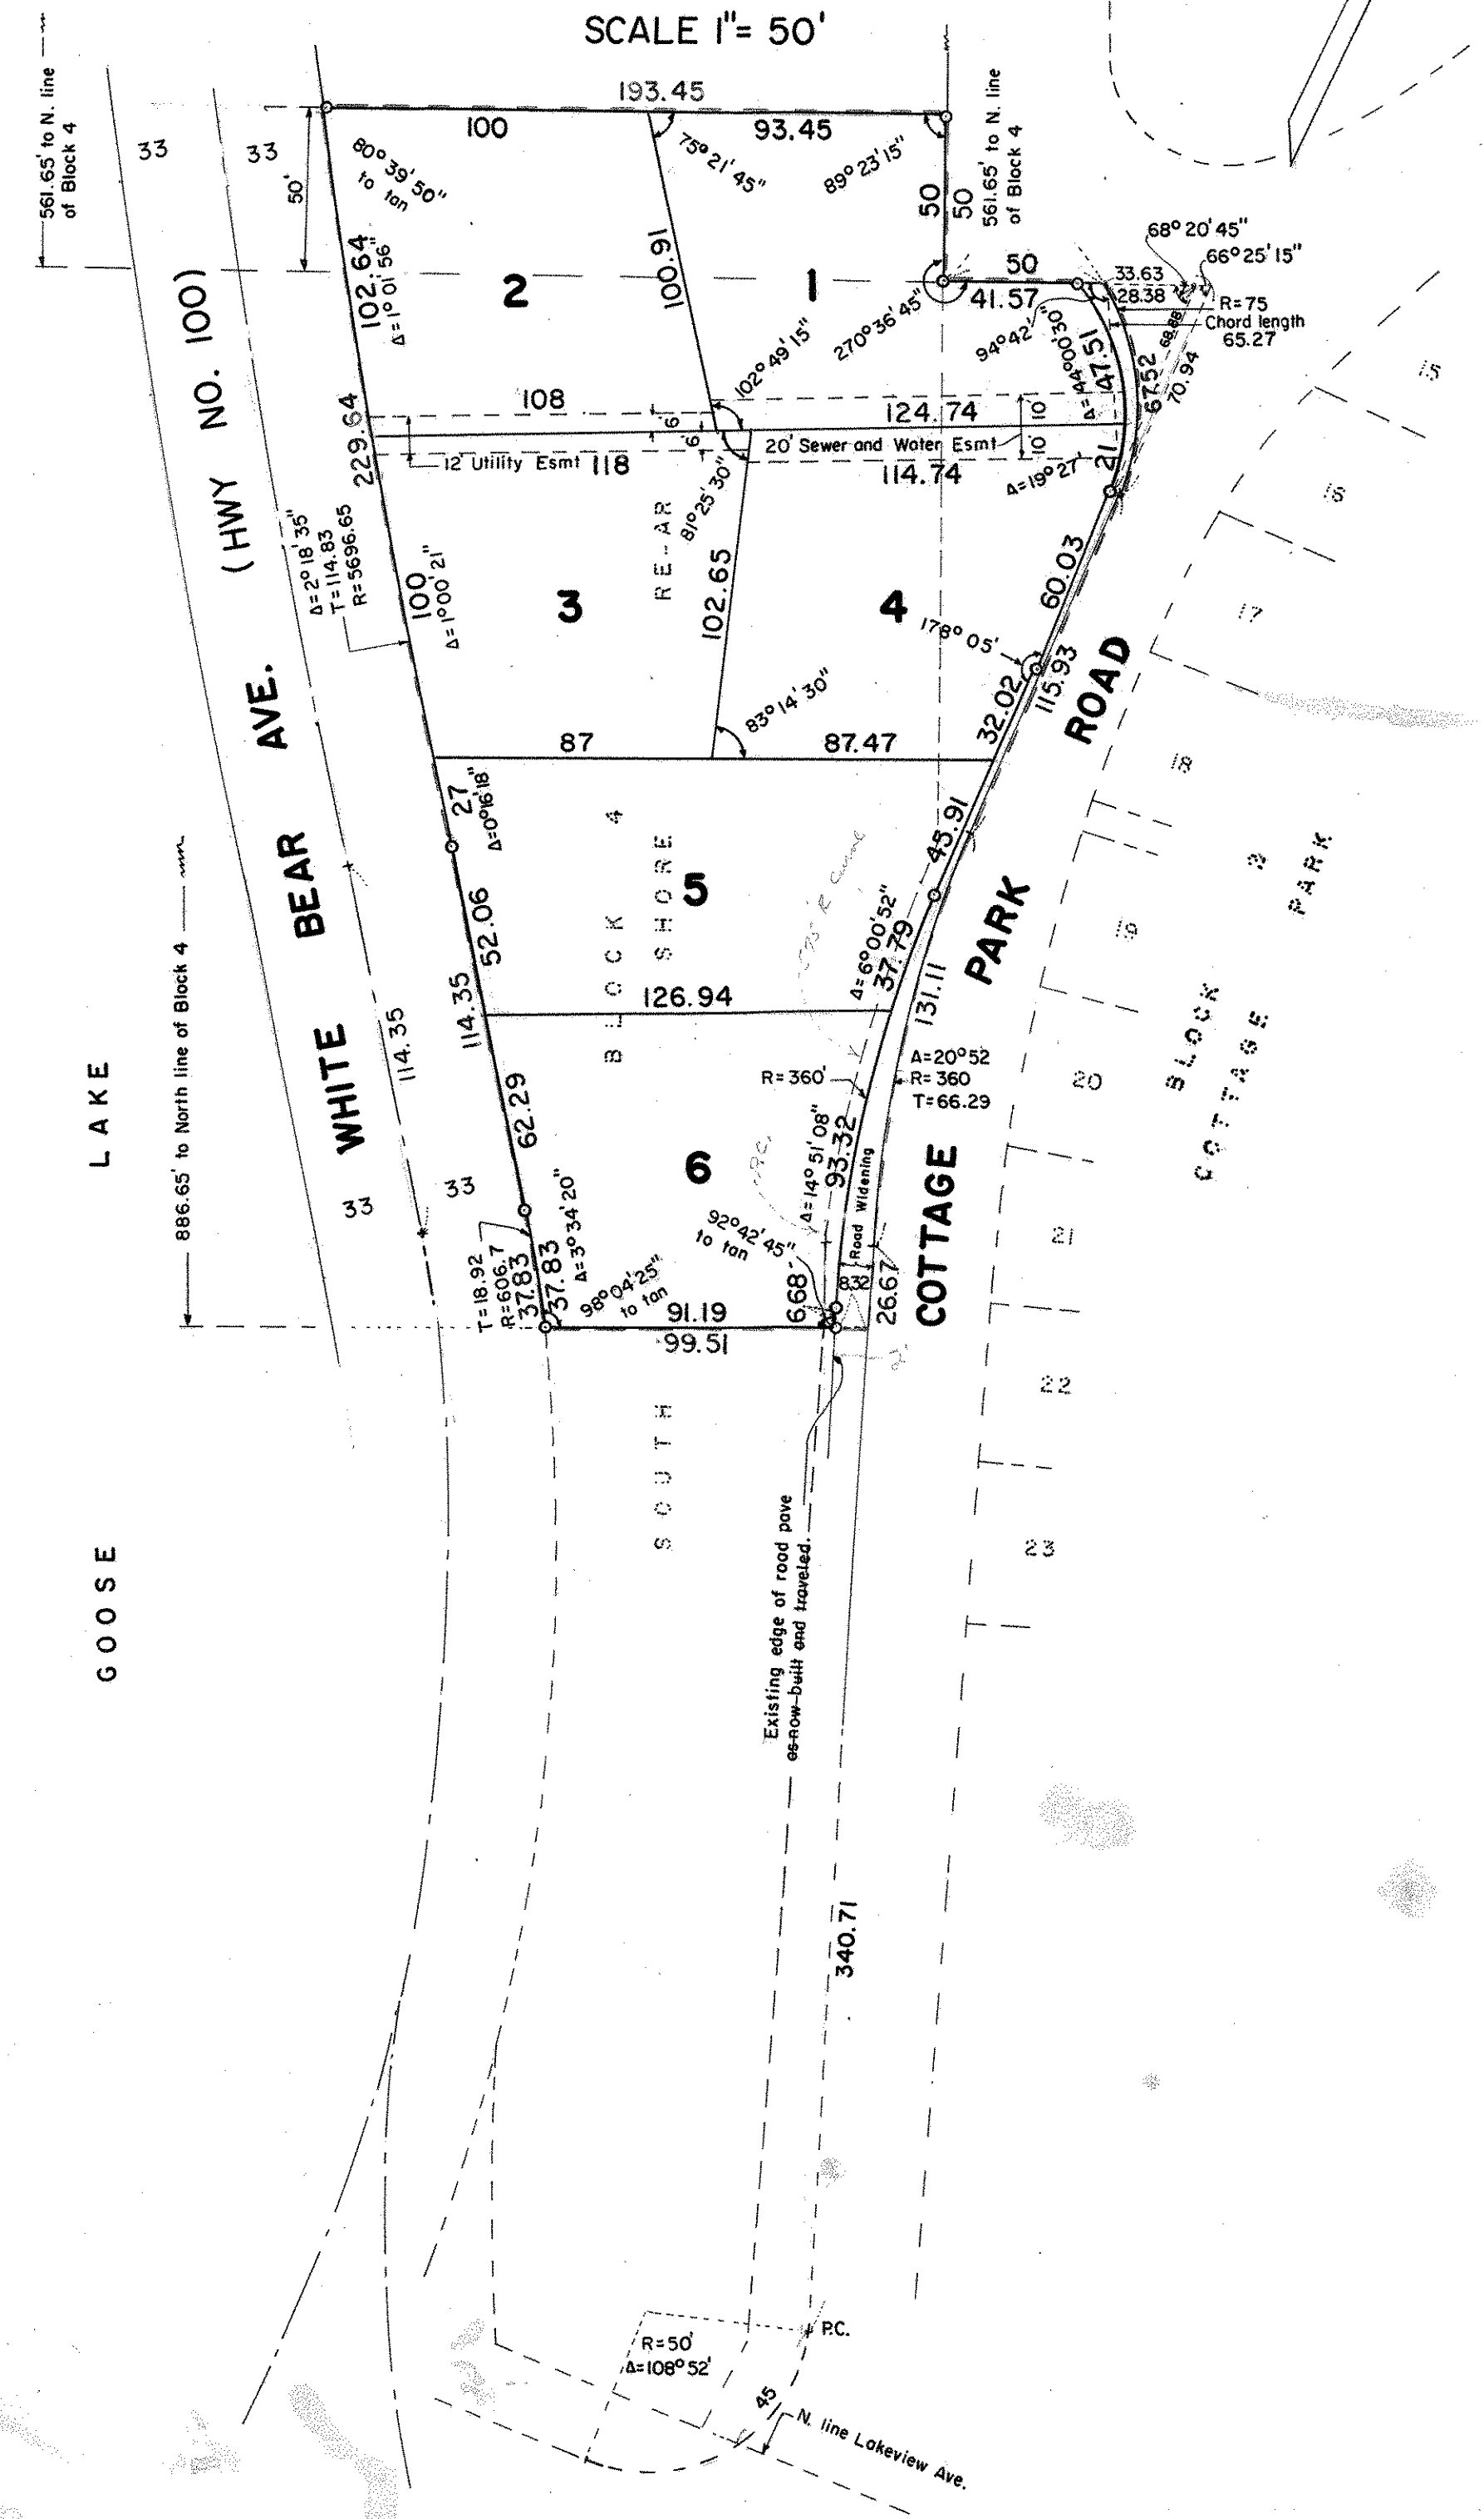 SCALE 1"= 50'
561.65' to N. line
of Block 4
33
33
50'
193.45
100
93.45
80° 39' 50"
to tan
75° 21' 45"
89° 23' 15"
50
50
561.65' to N. line
of Block 4
68° 20' 45"
66° 25' 15"
50
41.57
33.63
28.38
R=75
Chord length
65.27
69.88
70.94
102.64
Δ=1° 01' 56"
2
100.91
1
270° 36' 45"
94° 42'
Δ=44°00'30"
47.51
67.52
102° 49' 15"
108
124.74
10
10
6'
6'
229.64
12' Utility Esmt
118
20' Sewer and Water Esmt
114.74
Δ=19° 27'
21
81° 25' 30"
15
16
17
18
19
20
21
22
23
(HWY NO. 100)
Δ=2° 18' 35"
T=114.83
R=5696.65
100
Δ=1°00' 21"
3
RE-AR
102.65
4
60.03
178° 05'
115.93
32.02
83° 14' 30"
87
87.47
27
Δ=0°16'18"
45.91
886.65' to North line of Block 4
WHITE BEAR AVE.
52.06
114.35
114.35
5
BLOCK 4
SOUTH SHORE
126.94
Δ=6°00'52"
37.79
131.11
COTTAGE PARK ROAD
BLOCK 2
COTTAGE PARK
R=360'
Δ=20°52
R=360
T=66.29
62.29
33
33
6
Δ=14° 51' 08"
93.32
Road Widening
92° 42' 45"
to tan
T=18.92
R=606.7
37.83
37.83
Δ=3° 34' 20"
98° 04' 25"
to tan
91.19
99.51
6.68
8.32
26.67
2'
GOOSE LAKE
Existing edge of road pave
as now built and traveled.
340.71
P.C.
R=50'
Δ=108° 52'
45
N. line Lakeview Ave.